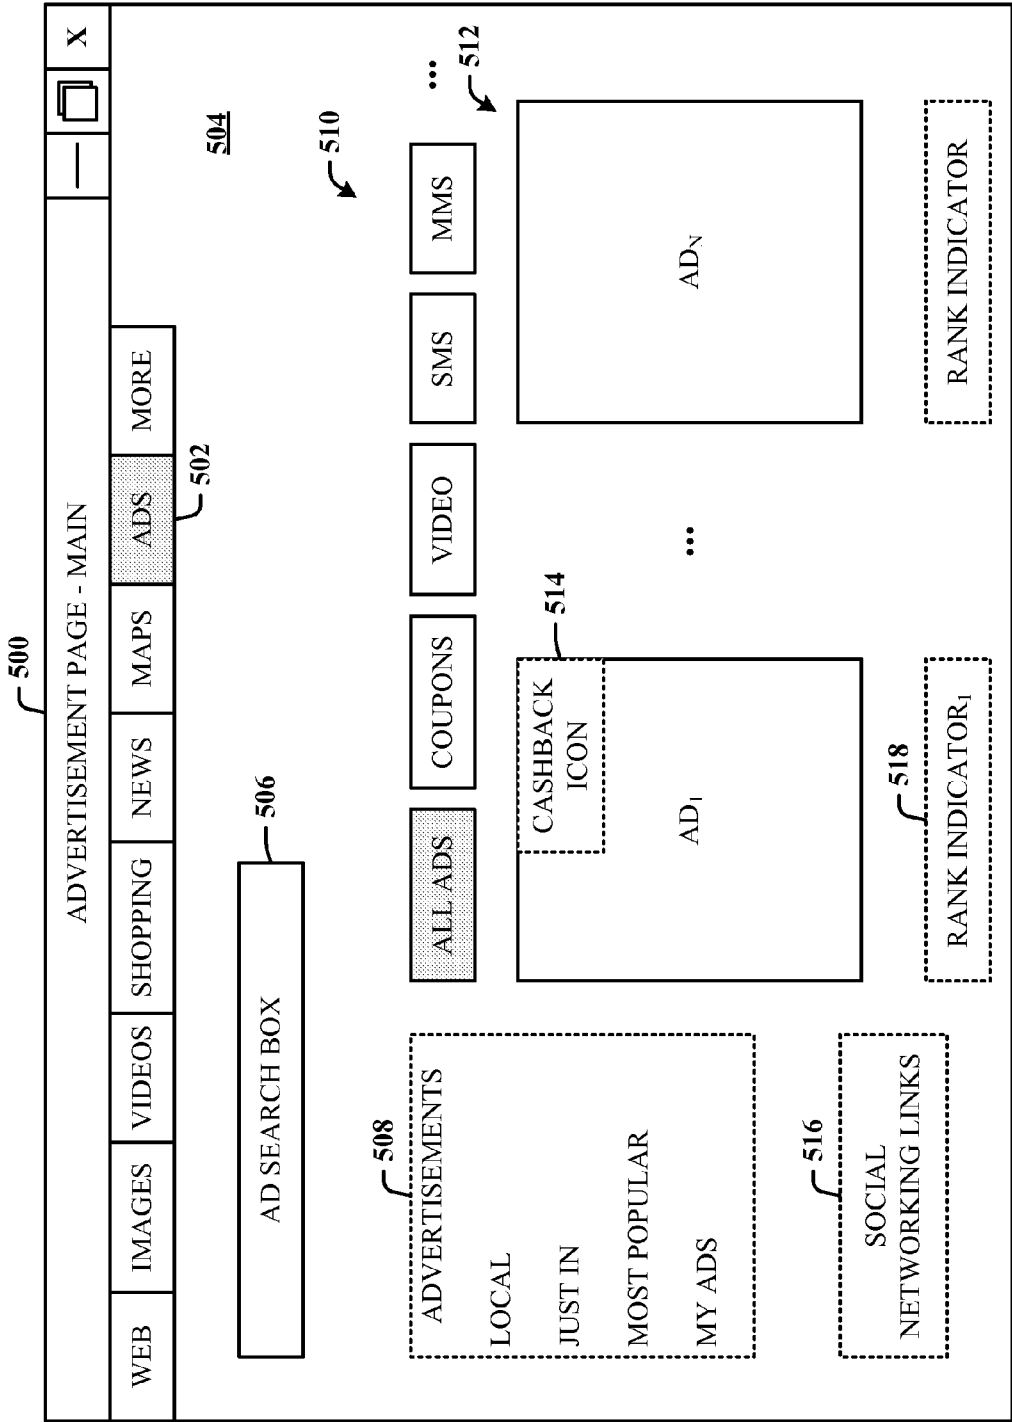 500
ADVERTISEMENT PAGE - MAIN
X
WEB
IMAGES
VIDEOS
SHOPPING
NEWS
MAPS
ADS
MORE
502
504
AD SEARCH BOX
506
510
508
ADVERTISEMENTS
LOCAL
JUST IN
MOST POPULAR
MY ADS
ALL ADS
COUPONS
VIDEO
SMS
MMS
...
512
CASHBACK
ICON
514
AD1
...
ADN
516
SOCIAL
NETWORKING LINKS
518
RANK INDICATOR1
RANK INDICATOR